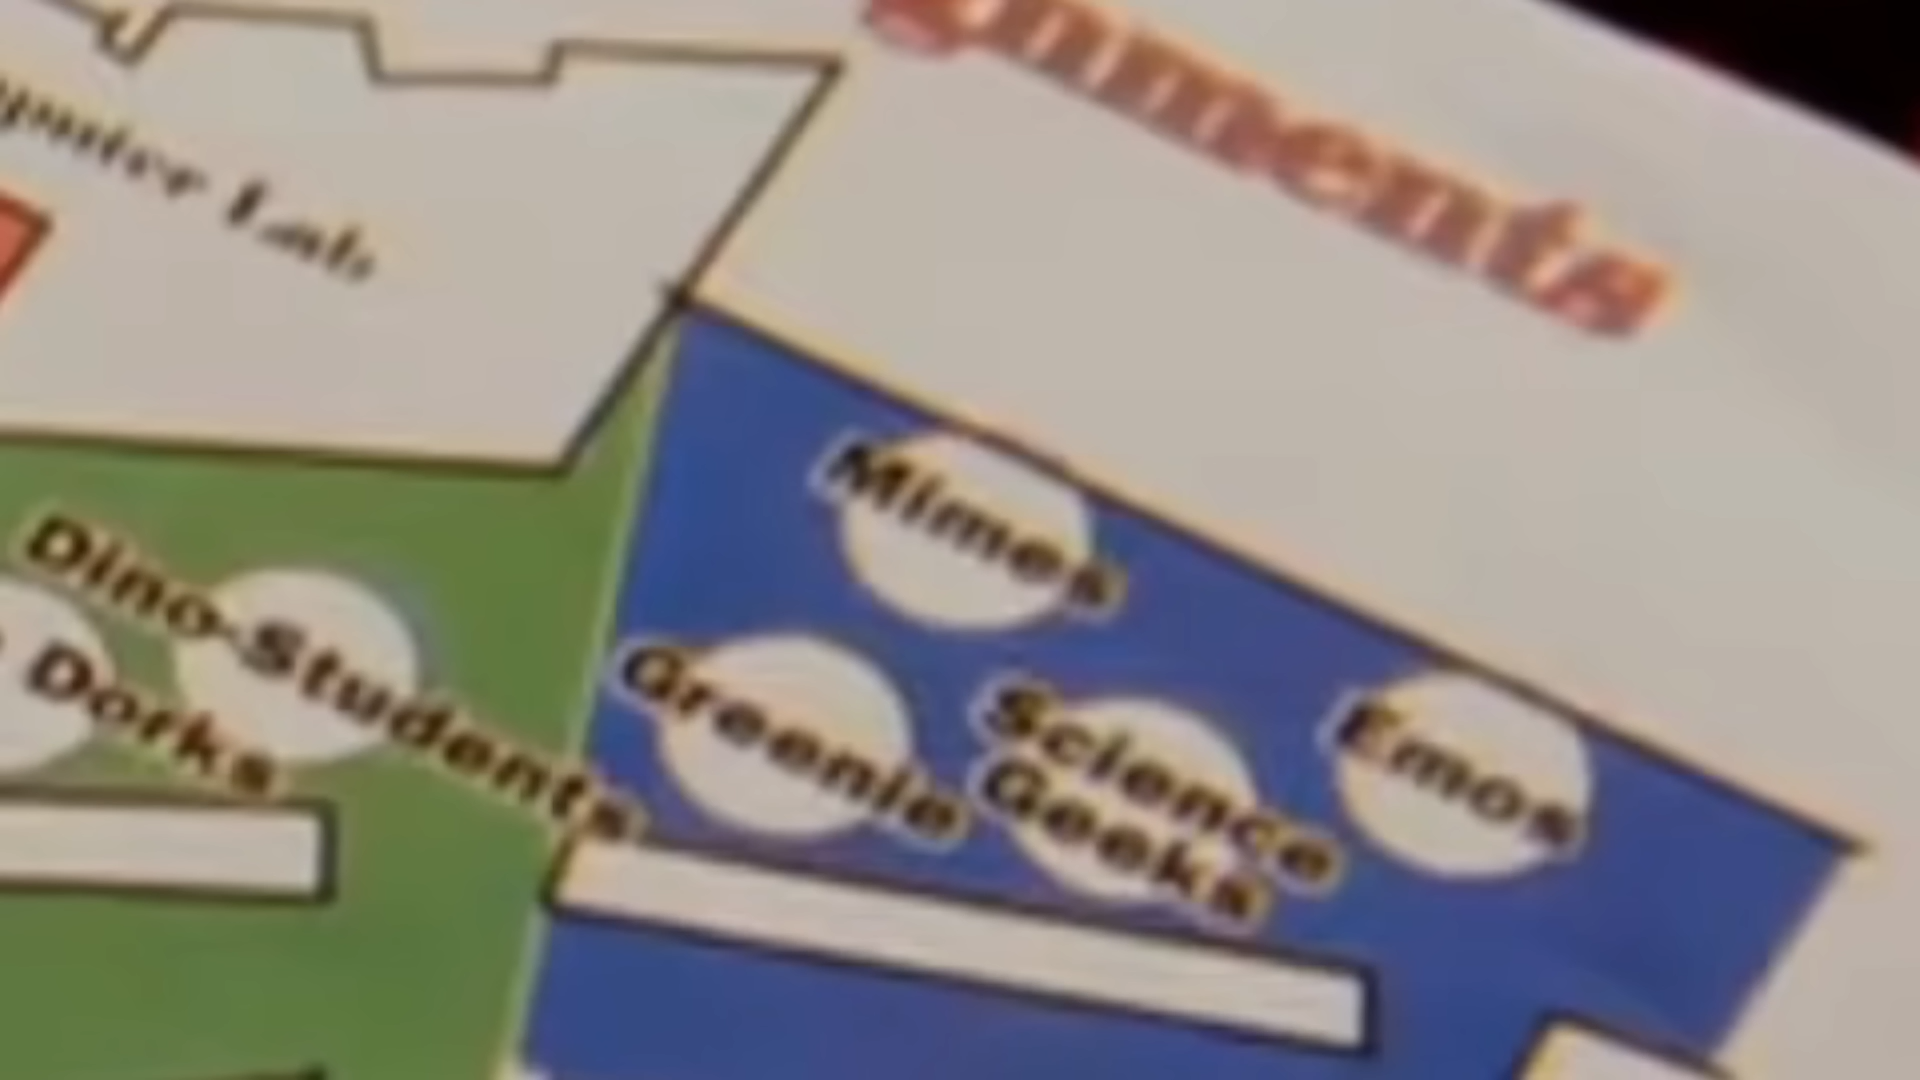 Lab
Mimes
Dino-Students
Dorks
Greenie
Science
Geeks
Emos